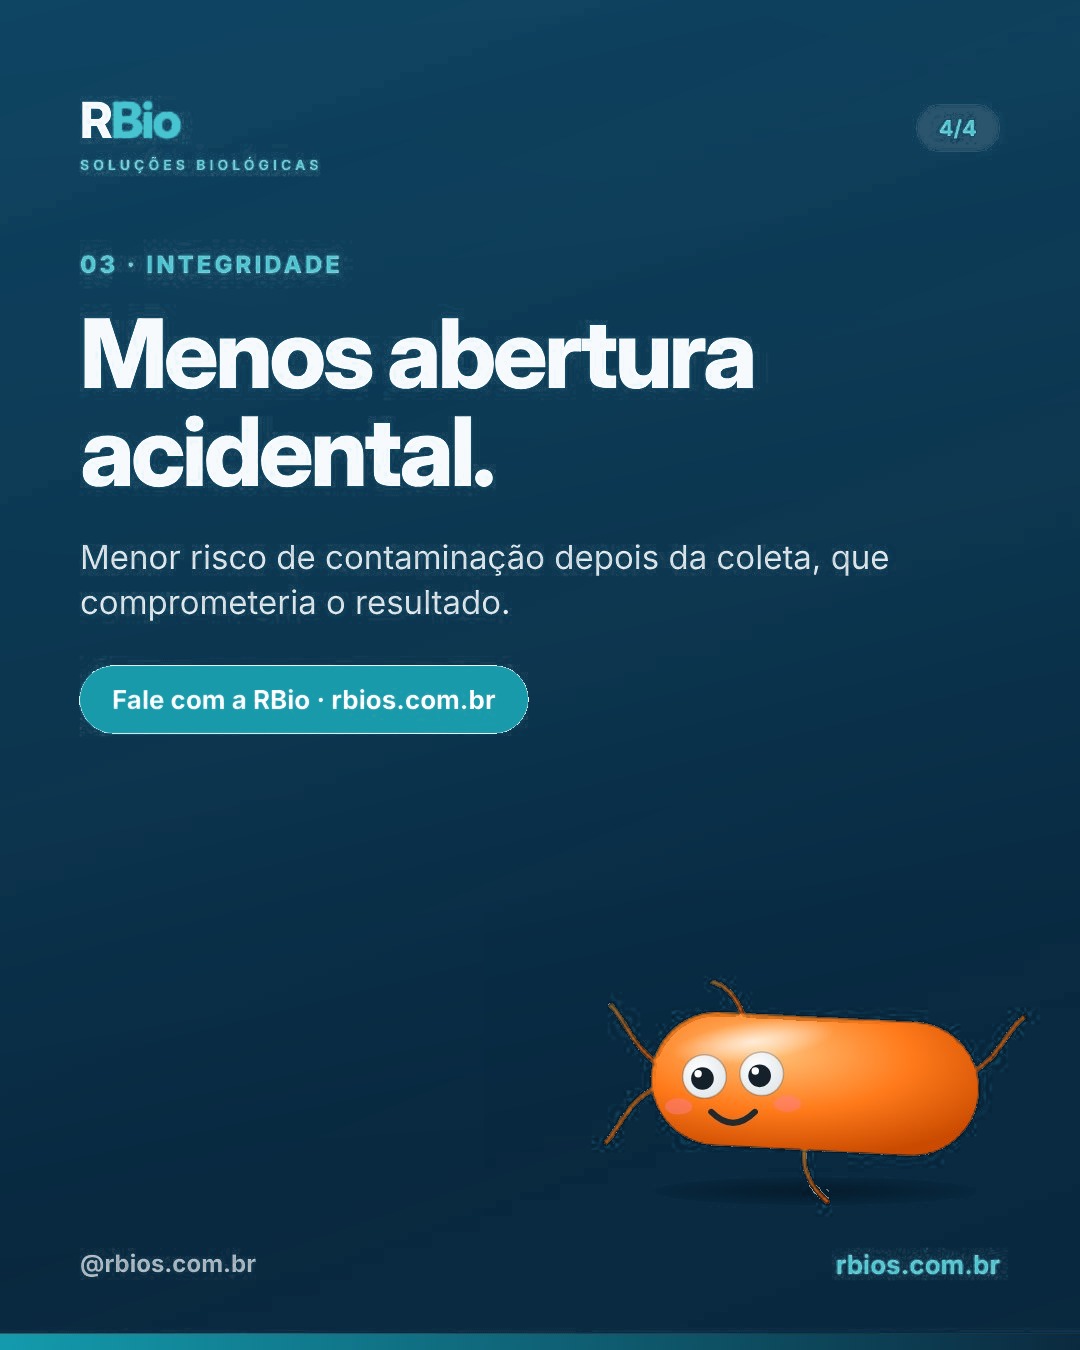 RBio
SOLUÇÕES BIOLÓGICAS
4/4
03 · INTEGRIDADE
Menos abertura
acidental.
Menor risco de contaminação depois da coleta, que
comprometeria o resultado.
Fale com a RBio · rbios.com.br
@rbios.com.br
rbios.com.br